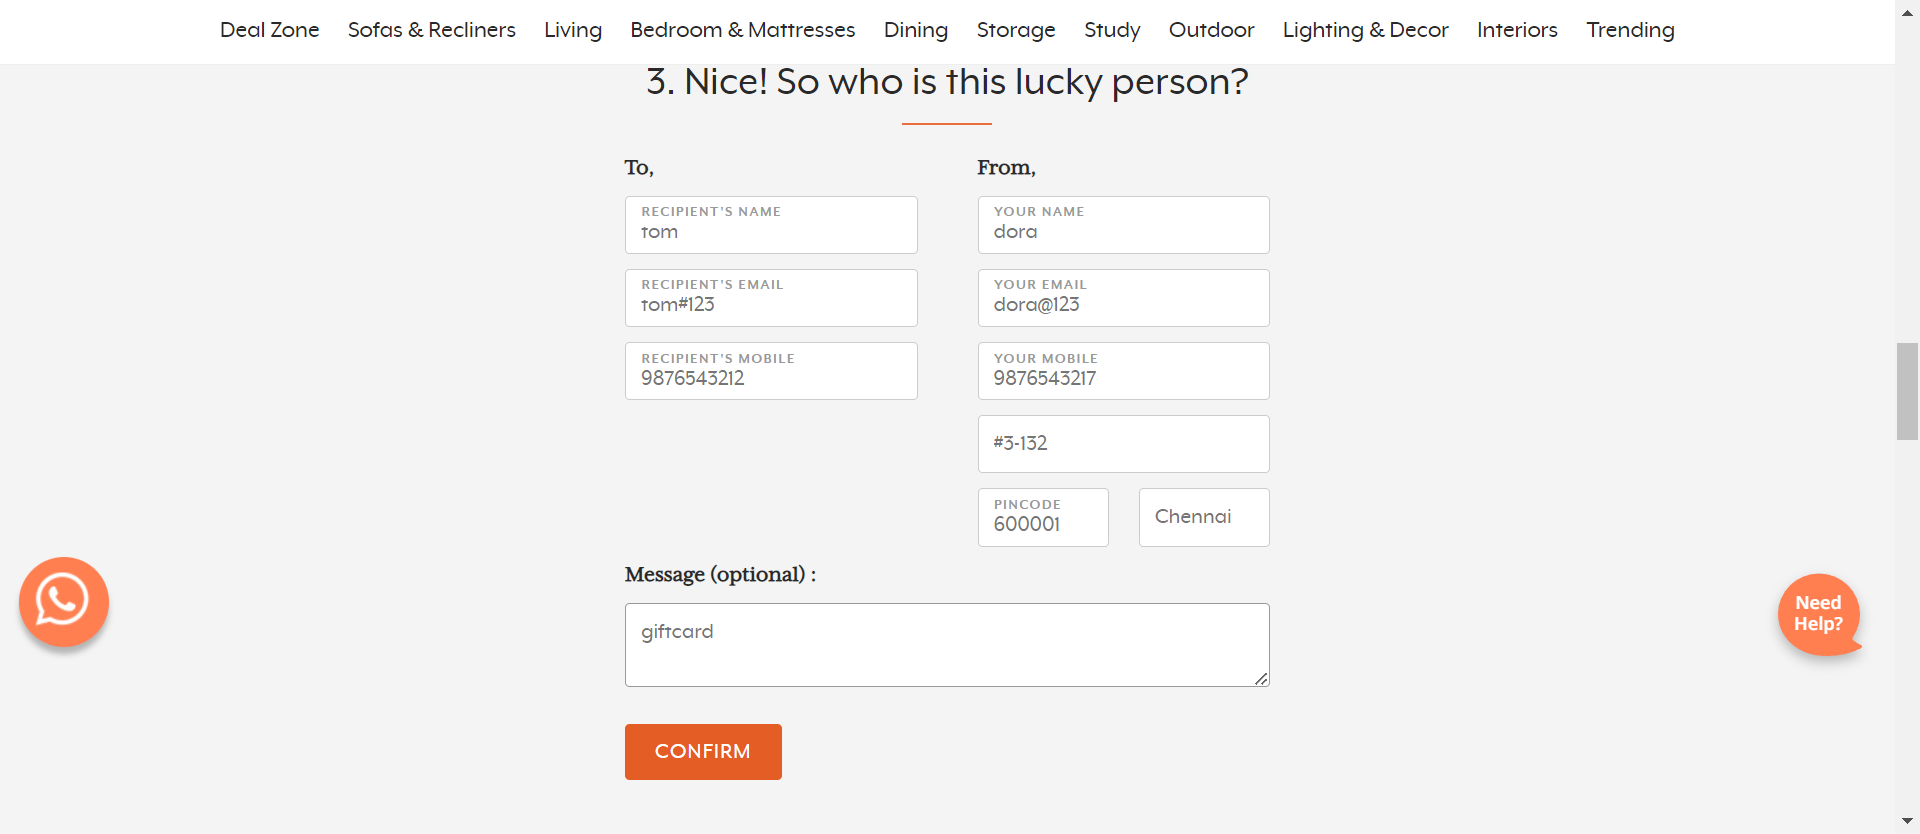 Deal Zone Sofas & Recliners Living Bedroom & Mattresses Dining Storage Study Outdoor Lighting & Decor Interiors Trending
3. Nice! So who is this lucky person?
To,
RECIPIENT'S NAME
tom
RECIPIENT'S EMAIL
tom#123
RECIPIENT'S MOBILE
9876543212
From,
YOUR NAME
dora
YOUR EMAIL
dora@123
YOUR MOBILE
9876543217
#3-132
PINCODE
600001
Chennai
Message (optional) :
giftcard
CONFIRM
Need
Help?